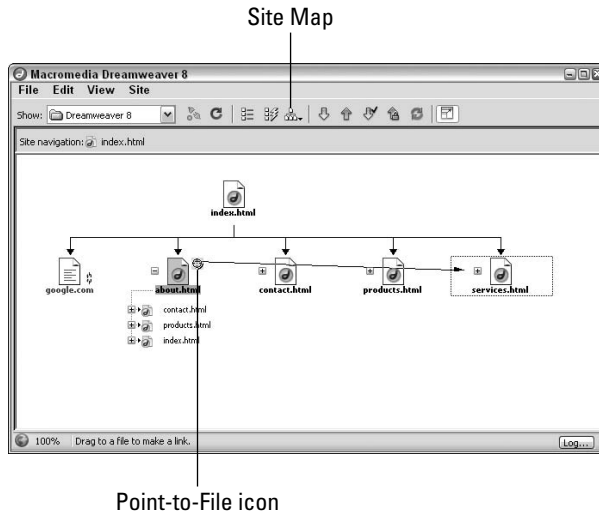 Site Map
Macromedia Dreamweaver 8
File Edit View Site
Show: Dreamweaver 8
Site navigation: index.html
index.html
google.com
about.html
contact.html
products.html
services.html
contact.html
products.html
index.html
100% Drag to a file to make a link.
Log...
Point-to-File icon